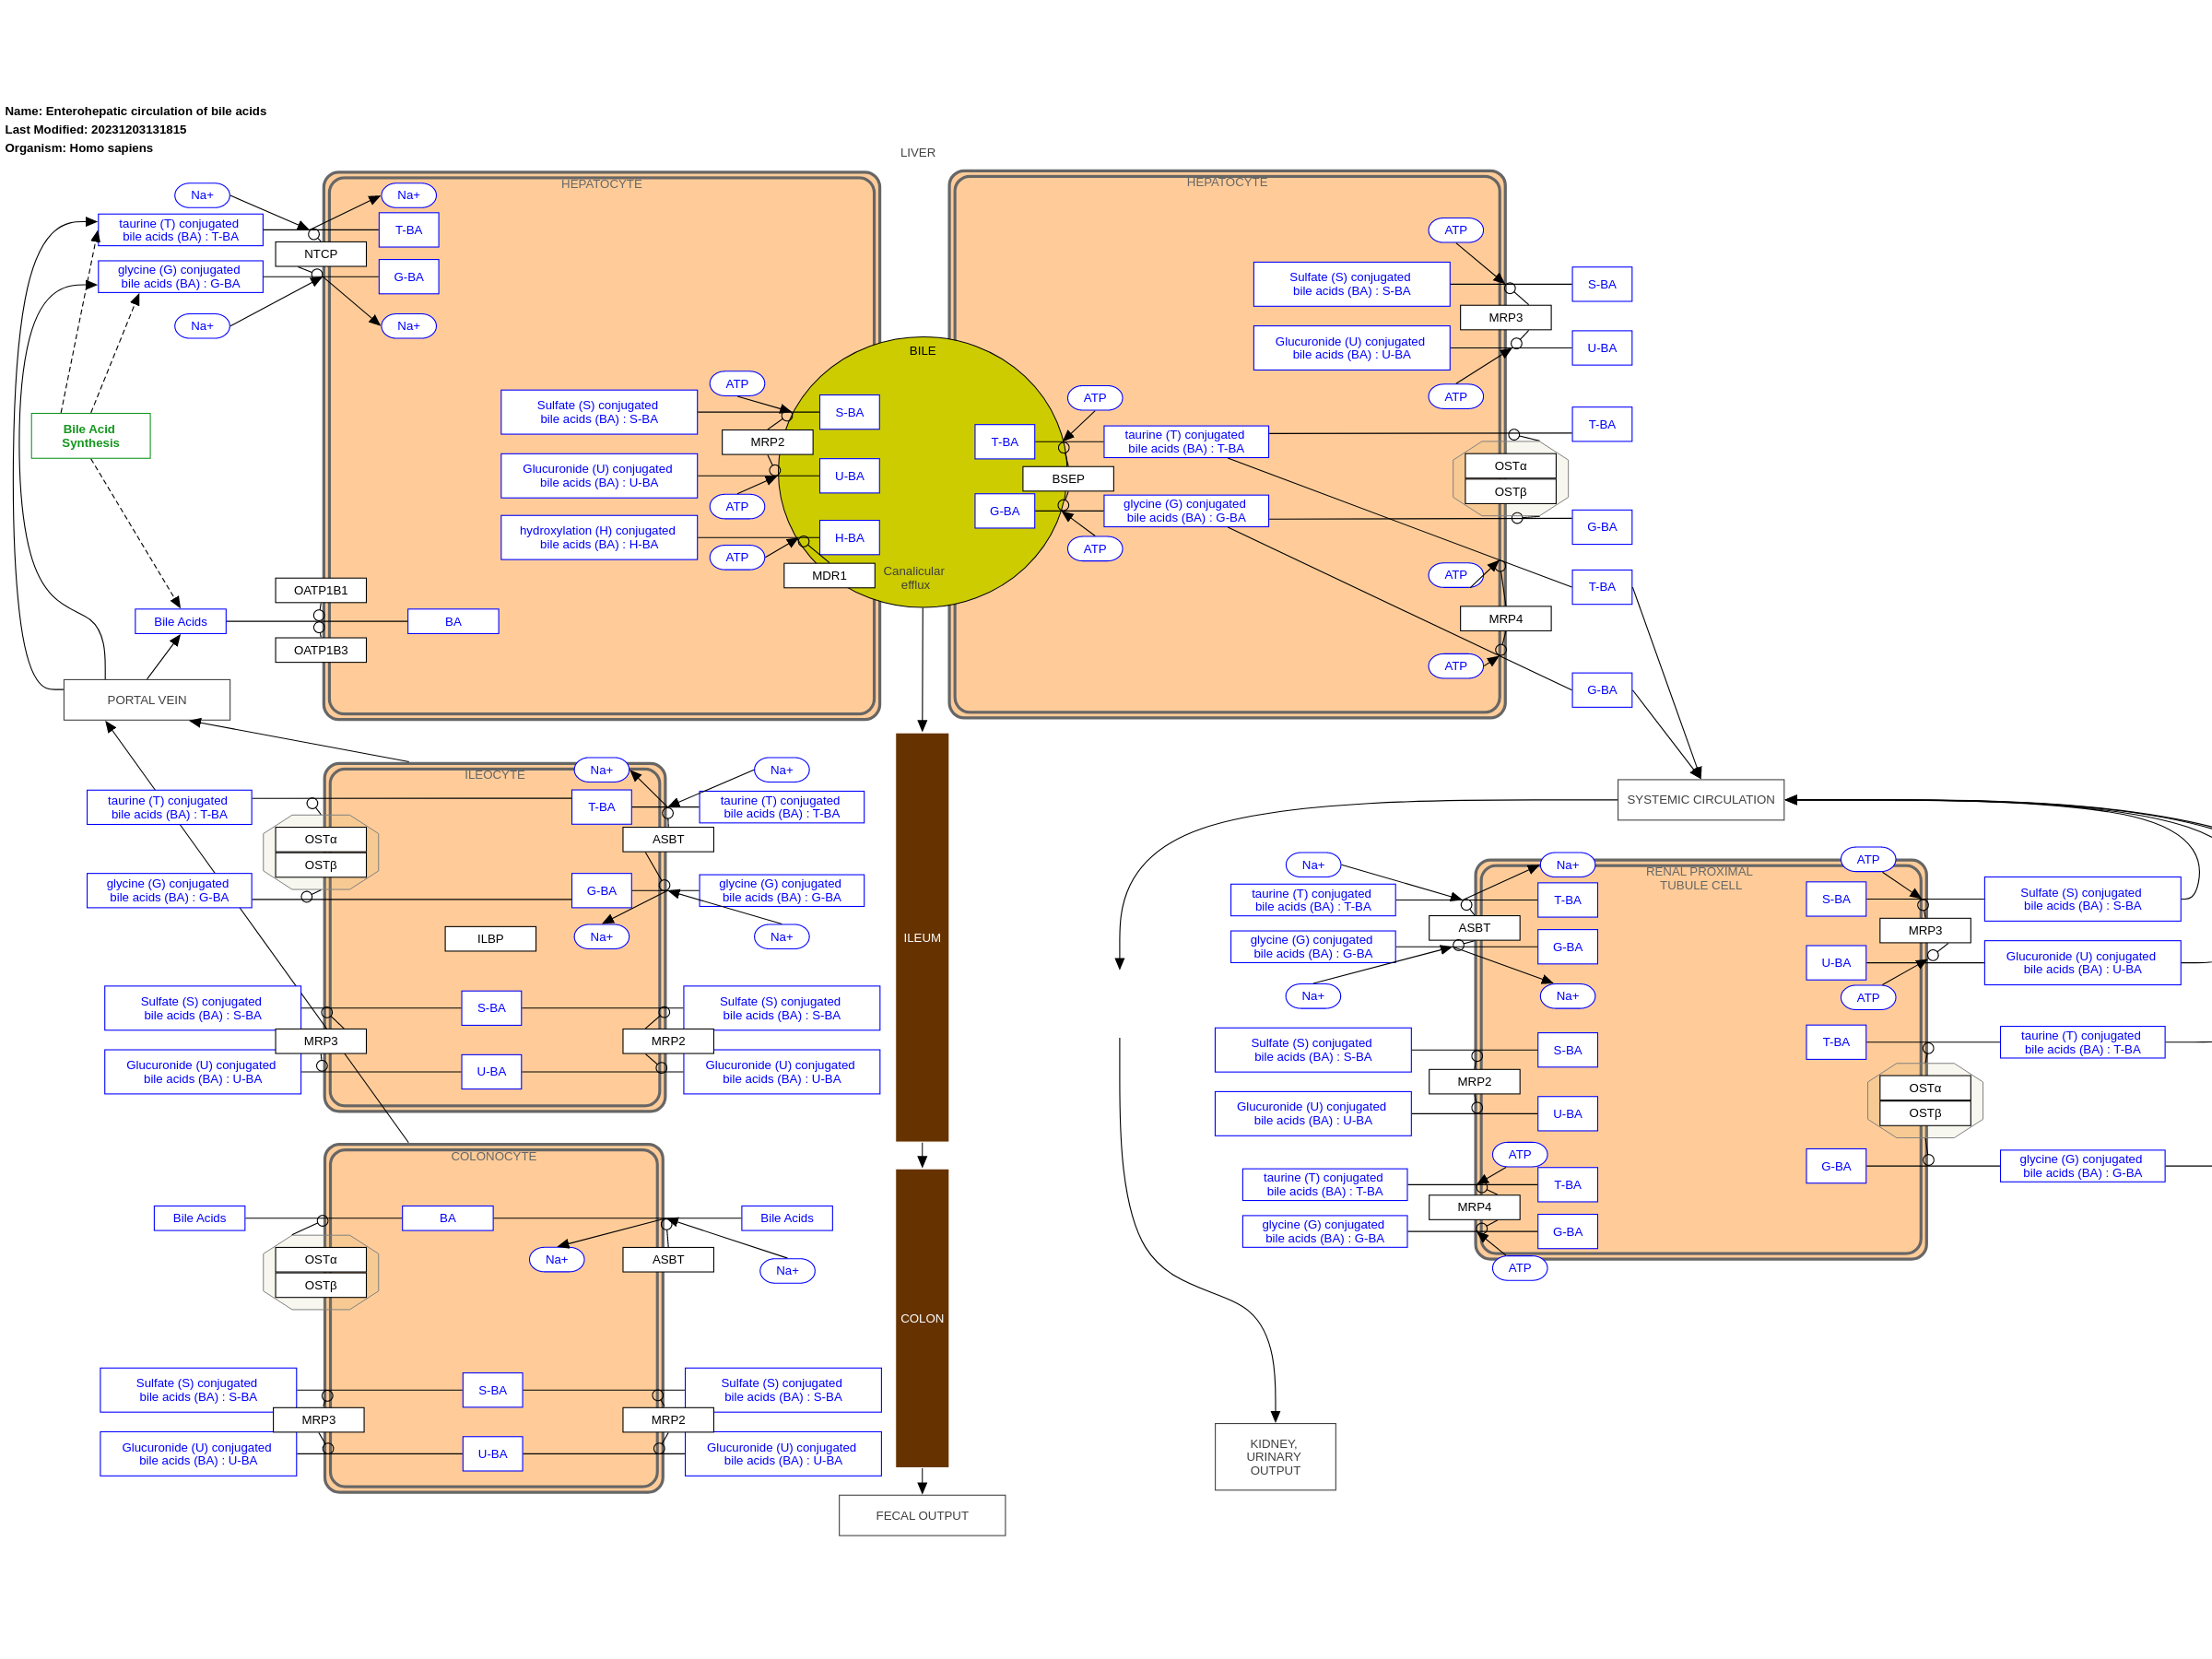 Name: Enterohepatic circulation of bile acids
Last Modified: 20231203131815
Organism: Homo sapiens
LIVER
HEPATOCYTE
Na+
Na+
taurine (T) conjugated
bile acids (BA) : T-BA
T-BA
NTCP
glycine (G) conjugated
bile acids (BA) : G-BA
G-BA
Na+
Na+
Bile Acid
Synthesis
ATP
Sulfate (S) conjugated
bile acids (BA) : S-BA
S-BA
MRP2
Glucuronide (U) conjugated
bile acids (BA) : U-BA
U-BA
ATP
hydroxylation (H) conjugated
bile acids (BA) : H-BA
H-BA
ATP
MDR1
BILE
Canalicular
efflux
OATP1B1
Bile Acids
BA
OATP1B3
PORTAL VEIN
HEPATOCYTE
ATP
Sulfate (S) conjugated
bile acids (BA) : S-BA
S-BA
MRP3
Glucuronide (U) conjugated
bile acids (BA) : U-BA
U-BA
ATP
ATP
T-BA
taurine (T) conjugated
bile acids (BA) : T-BA
T-BA
BSEP
OSTα
OSTβ
G-BA
glycine (G) conjugated
bile acids (BA) : G-BA
G-BA
ATP
ATP
T-BA
MRP4
ATP
G-BA
ILEOCYTE
Na+
Na+
taurine (T) conjugated
bile acids (BA) : T-BA
T-BA
taurine (T) conjugated
bile acids (BA) : T-BA
OSTα
OSTβ
ASBT
glycine (G) conjugated
bile acids (BA) : G-BA
G-BA
glycine (G) conjugated
bile acids (BA) : G-BA
ILBP
Na+
Na+
Sulfate (S) conjugated
bile acids (BA) : S-BA
S-BA
Sulfate (S) conjugated
bile acids (BA) : S-BA
MRP3
MRP2
Glucuronide (U) conjugated
bile acids (BA) : U-BA
U-BA
Glucuronide (U) conjugated
bile acids (BA) : U-BA
ILEUM
COLONOCYTE
Bile Acids
BA
Bile Acids
OSTα
OSTβ
Na+
ASBT
Na+
Sulfate (S) conjugated
bile acids (BA) : S-BA
S-BA
Sulfate (S) conjugated
bile acids (BA) : S-BA
MRP3
MRP2
Glucuronide (U) conjugated
bile acids (BA) : U-BA
U-BA
Glucuronide (U) conjugated
bile acids (BA) : U-BA
COLON
FECAL OUTPUT
SYSTEMIC CIRCULATION
RENAL PROXIMAL
TUBULE CELL
Na+
Na+
taurine (T) conjugated
bile acids (BA) : T-BA
T-BA
ASBT
glycine (G) conjugated
bile acids (BA) : G-BA
G-BA
Na+
Na+
Sulfate (S) conjugated
bile acids (BA) : S-BA
S-BA
MRP2
Glucuronide (U) conjugated
bile acids (BA) : U-BA
U-BA
ATP
taurine (T) conjugated
bile acids (BA) : T-BA
T-BA
MRP4
glycine (G) conjugated
bile acids (BA) : G-BA
G-BA
ATP
ATP
S-BA
Sulfate (S) conjugated
bile acids (BA) : S-BA
MRP3
U-BA
Glucuronide (U) conjugated
bile acids (BA) : U-BA
ATP
T-BA
taurine (T) conjugated
bile acids (BA) : T-BA
OSTα
OSTβ
G-BA
glycine (G) conjugated
bile acids (BA) : G-BA
KIDNEY,
URINARY
OUTPUT